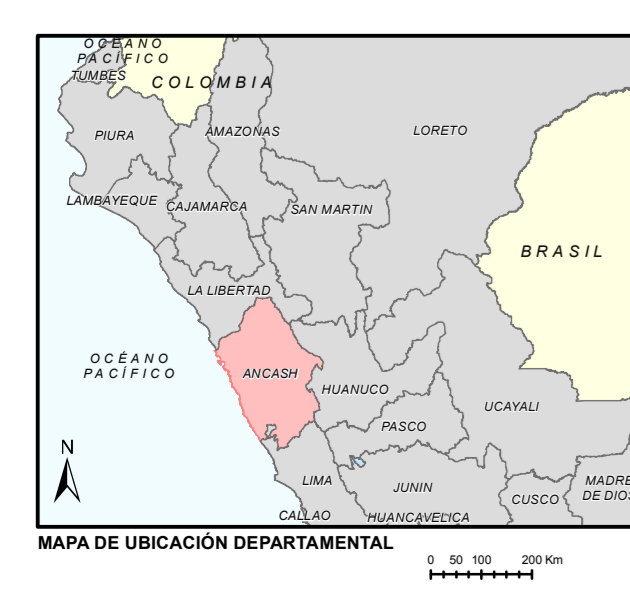 OCÉANO
PACÍFICO
TUMBES
COLOMBIA
PIURA
AMAZONAS
LORETO
LAMBAYEQUE
CAJAMARCA
SAN MARTIN
BRASIL
LA LIBERTAD
OCÉANO
PACÍFICO
ANCASH
HUANUCO
UCAYALI
PASCO
N
LIMA
JUNIN
CUSCO
MADRE
DE DIOS
CALLAO
HUANCAVELICA
MAPA DE UBICACIÓN DEPARTAMENTAL
0 50 100 200 Km